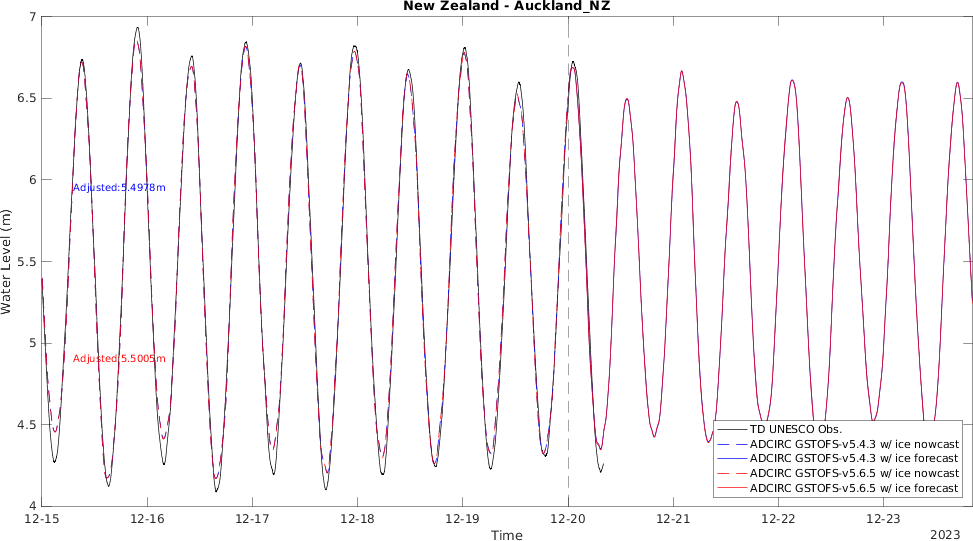 New Zealand - Auckland_NZ
7
6.5
6
5.5
5
4.5
4
Water Level (m)
Adjusted:5.4978m
Adjusted:5.5005m
TD UNESCO Obs.
ADCIRC GSTOFS-v5.4.3 w/ ice nowcast
ADCIRC GSTOFS-v5.4.3 w/ ice forecast
ADCIRC GSTOFS-v5.6.5 w/ ice nowcast
ADCIRC GSTOFS-v5.6.5 w/ ice forecast
12-15 12-16 12-17 12-18 12-19 12-20 12-21 12-22 12-23
Time
2023